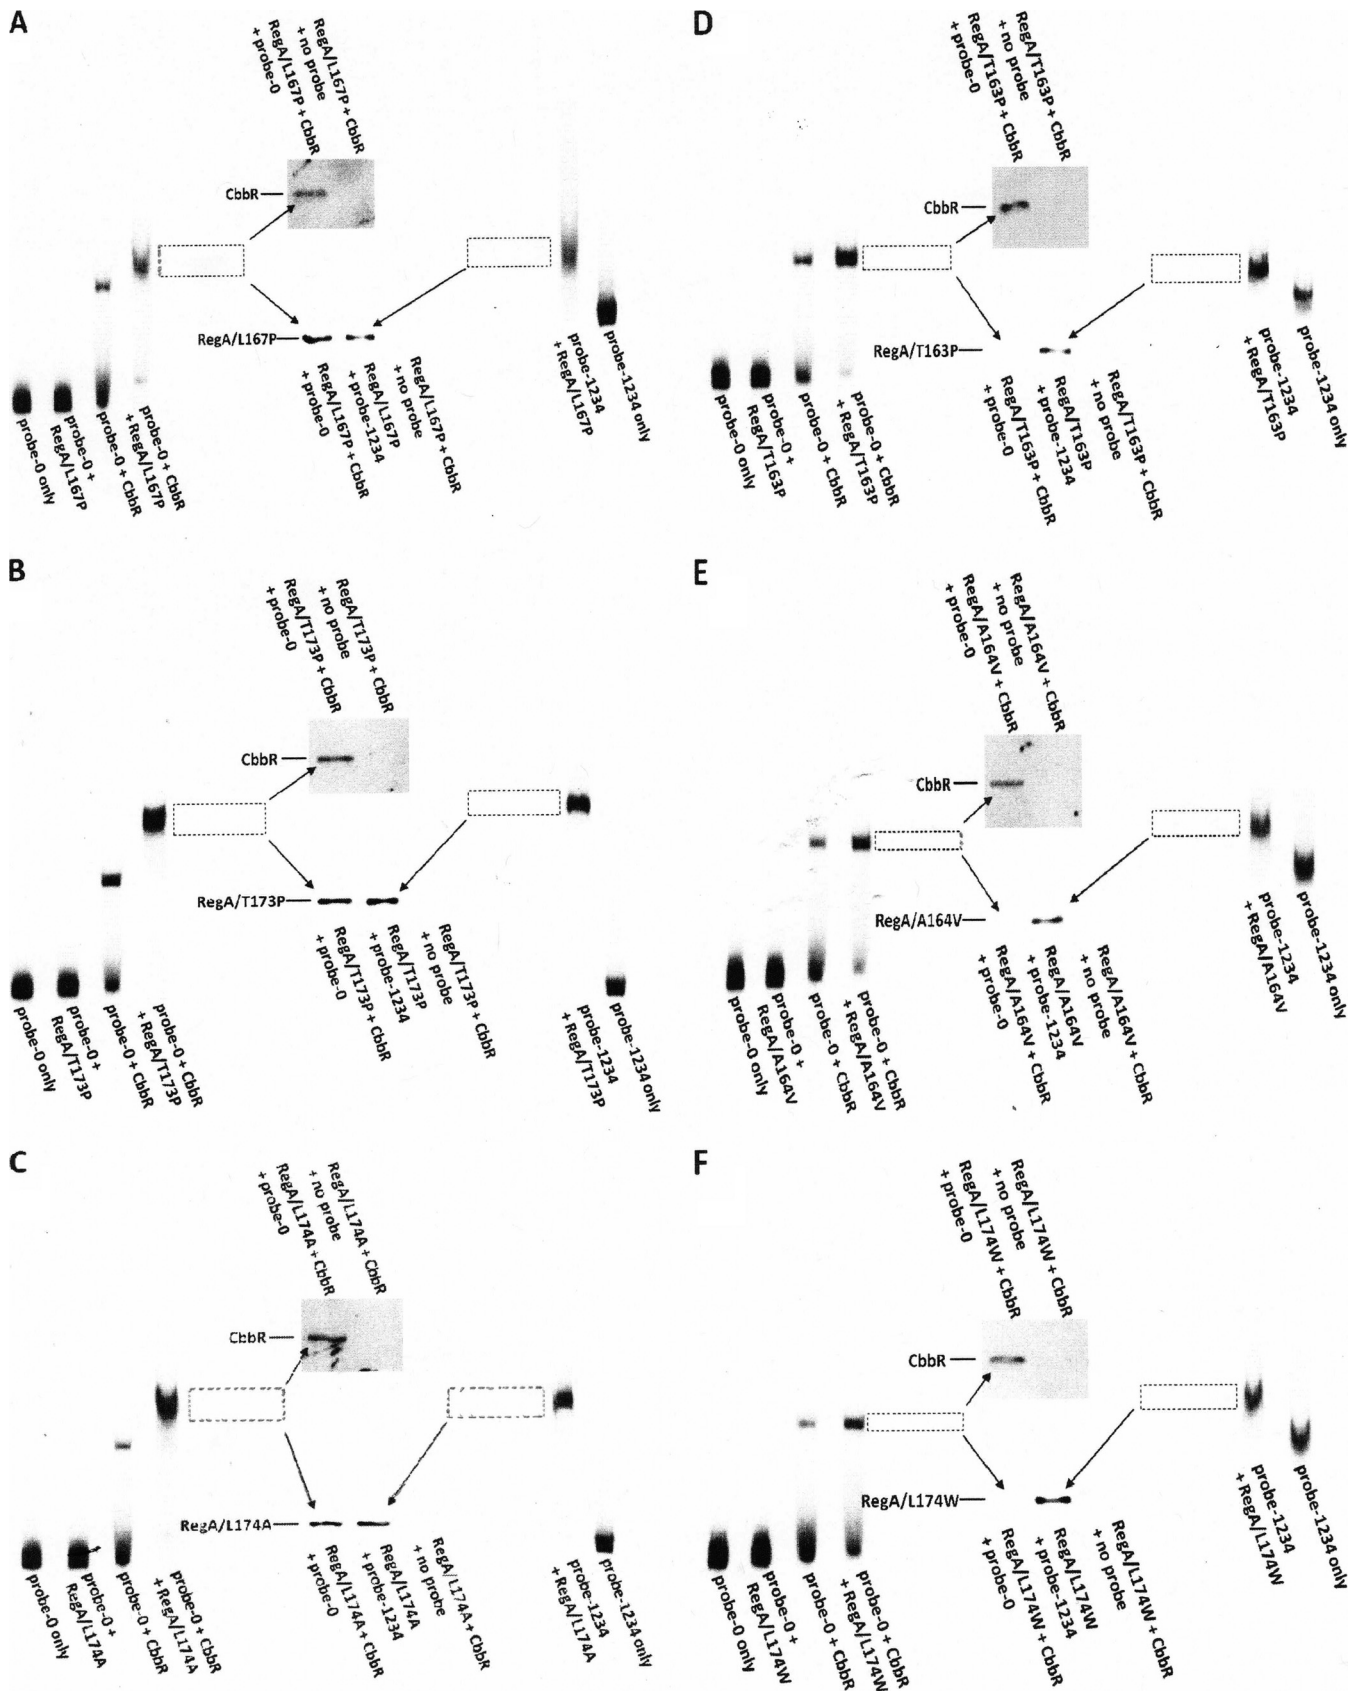 A
RegA/L167P + CbbR
+ no probe
RegA/L167P + CbbR
+ probe-0
CbbR
RegA/L167P
probe-0 only
probe-0 +
RegA/L167P
probe-0 + CbbR
probe-0 + CbbR
+ RegA/L167P
RegA/L167P + CbbR
+ probe-0
RegA/L167P
+ probe-1234
RegA/L167P + CbbR
+ no probe
probe-1234
+ RegA/L167P
probe-1234 only
B
RegA/T173P + CbbR
+ no probe
RegA/T173P + CbbR
+ probe-0
CbbR
RegA/T173P
probe-0 only
probe-0 +
RegA/T173P
probe-0 + CbbR
probe-0 + CbbR
+ RegA/T173P
RegA/T173P + CbbR
+ probe-0
RegA/T173P
+ probe-1234
RegA/T173P + CbbR
+ no probe
probe-1234
+ RegA/T173P
probe-1234 only
C
RegA/L174A + CbbR
+ no probe
RegA/L174A + CbbR
+ probe-0
CbbR
RegA/L174A
probe-0 only
probe-0 +
RegA/L174A
probe-0 + CbbR
probe-0 + CbbR
+ RegA/L174A
RegA/L174A + CbbR
+ probe-0
RegA/L174A
+ probe-1234
RegA/L174A + CbbR
+ no probe
probe-1234
+ RegA/L174A
probe-1234 only
D
RegA/T163P + CbbR
+ no probe
RegA/T163P + CbbR
+ probe-0
CbbR
RegA/T163P
probe-0 only
probe-0 +
RegA/T163P
probe-0 + CbbR
probe-0 + CbbR
+ RegA/T163P
RegA/T163P + CbbR
+ probe-0
RegA/T163P
+ probe-1234
RegA/T163P + CbbR
+ no probe
probe-1234
+ RegA/T163P
probe-1234 only
E
RegA/A164V + CbbR
+ no probe
RegA/A164V + CbbR
+ probe-0
CbbR
RegA/A164V
probe-0 only
probe-0 +
RegA/A164V
probe-0 + CbbR
probe-0 + CbbR
+ RegA/A164V
RegA/A164V + CbbR
+ probe-0
RegA/A164V
+ probe-1234
RegA/A164V + CbbR
+ no probe
probe-1234
+ RegA/A164V
probe-1234 only
F
RegA/L174W + CbbR
+ no probe
RegA/L174W + CbbR
+ probe-0
CbbR
RegA/L174W
probe-0 only
probe-0 +
RegA/L174W
probe-0 + CbbR
probe-0 + CbbR
+ RegA/L174W
RegA/L174W + CbbR
+ probe-0
RegA/L174W
+ probe-1234
RegA/L174W + CbbR
+ no probe
probe-1234
+ RegA/L174W
probe-1234 only